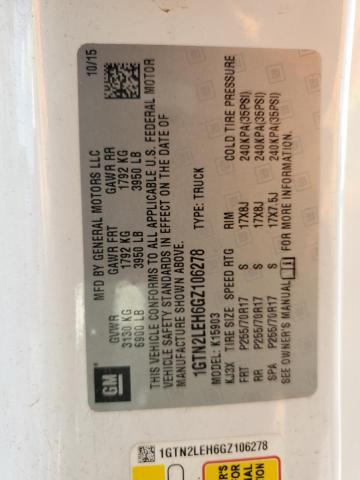 MFD BY GENERAL MOTORS LLC 10/15
GVWR GAWR FRT GAWR RR
3130 KG 1792 KG 1792 KG
6900 LB 3950 LB 3950 LB
THIS VEHICLE CONFORMS TO ALL APPLICABLE U.S. FEDERAL MOTOR
VEHICLE SAFETY STANDARDS IN EFFECT ON THE DATE OF
MANUFACTURE SHOWN ABOVE.
1GTN2LEH6GZ106278 TYPE: TRUCK
MODEL: K15903
KJ3X TIRE SIZE SPEED RTG RIM COLD TIRE PRESSURE
FRT P255/70R17 S 17X8J 240KPA(35PSI)
RR P255/70R17 S 17X8J 240KPA(35PSI)
SPA P255/70R17 S 17X7.5J 240KPA(35PSI)
SEE OWNER'S MANUAL FOR MORE INFORMATION.
GM
1GTN2LEH6GZ106278